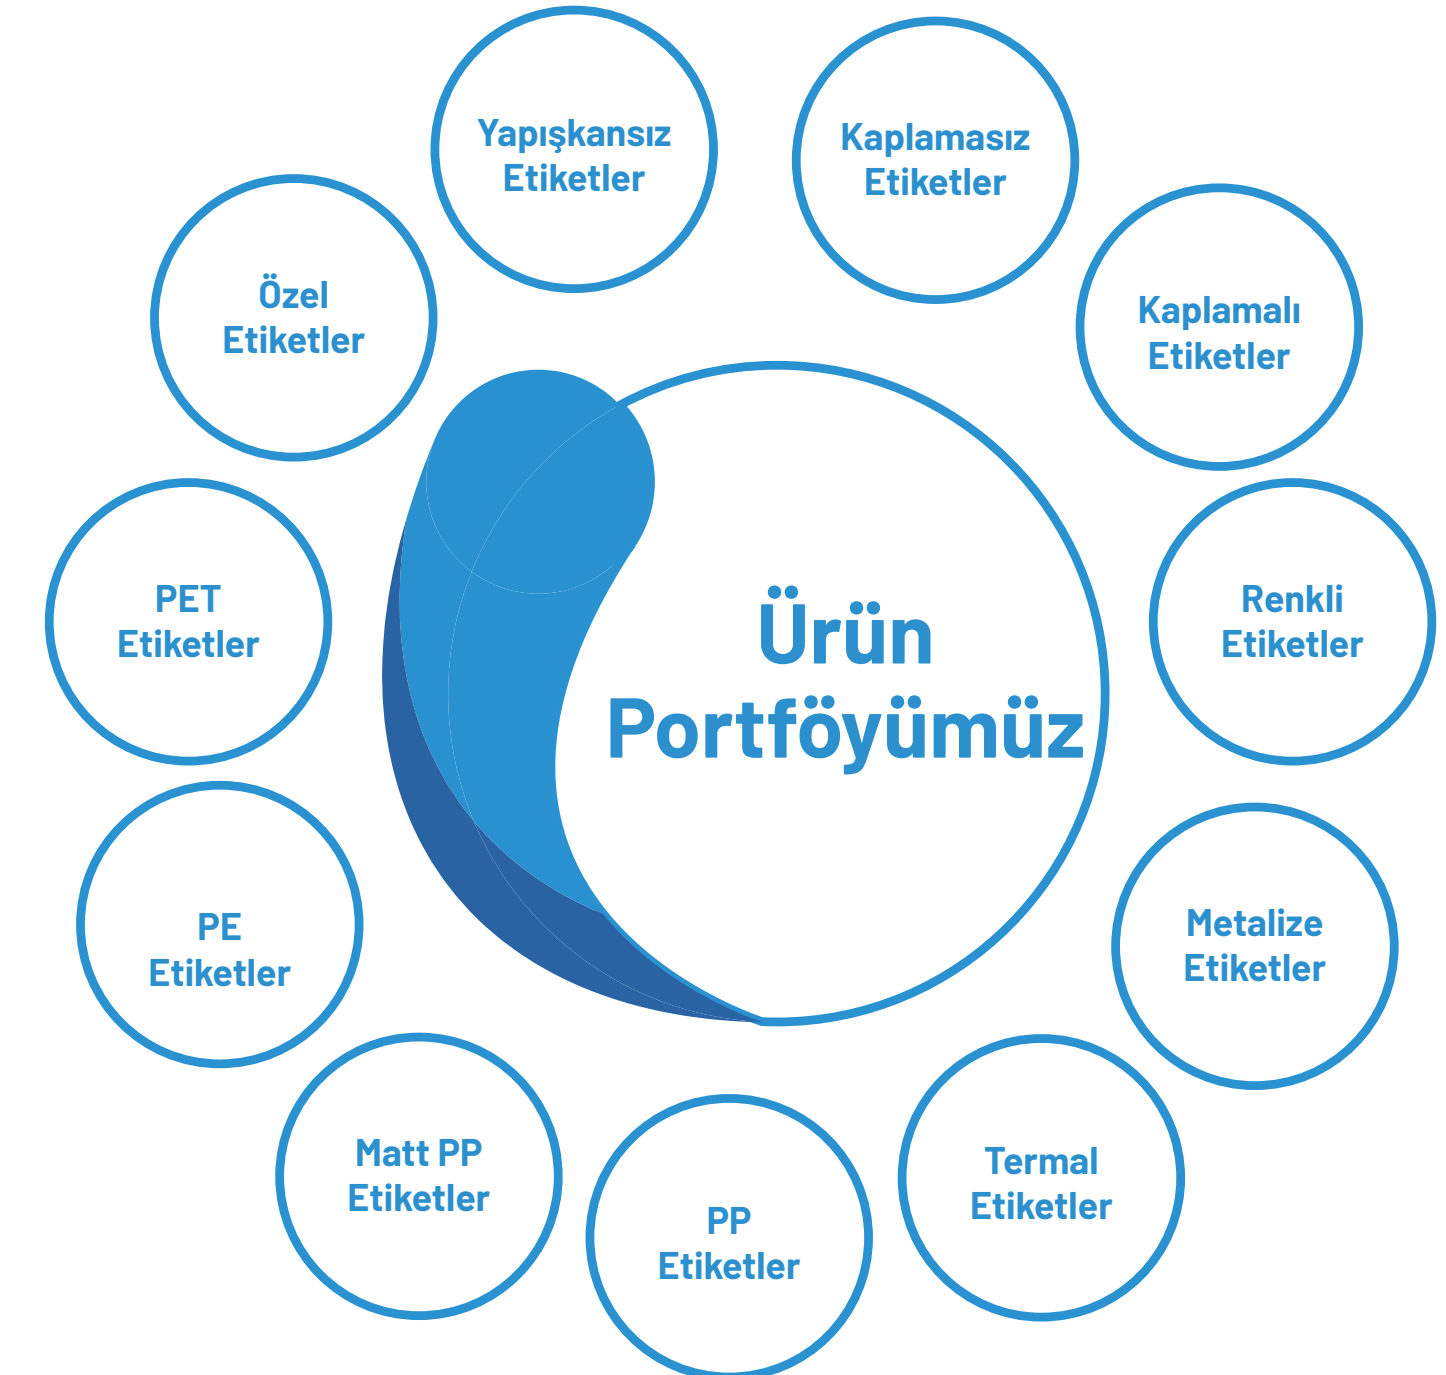 Yapışkansız
Etiketler
Kaplamasız
Etiketler
Kaplamalı
Etiketler
Renkli
Etiketler
Metalize
Etiketler
Termal
Etiketler
PP
Etiketler
Matt PP
Etiketler
PE
Etiketler
PET
Etiketler
Özel
Etiketler
Ürün
Portföyümüz